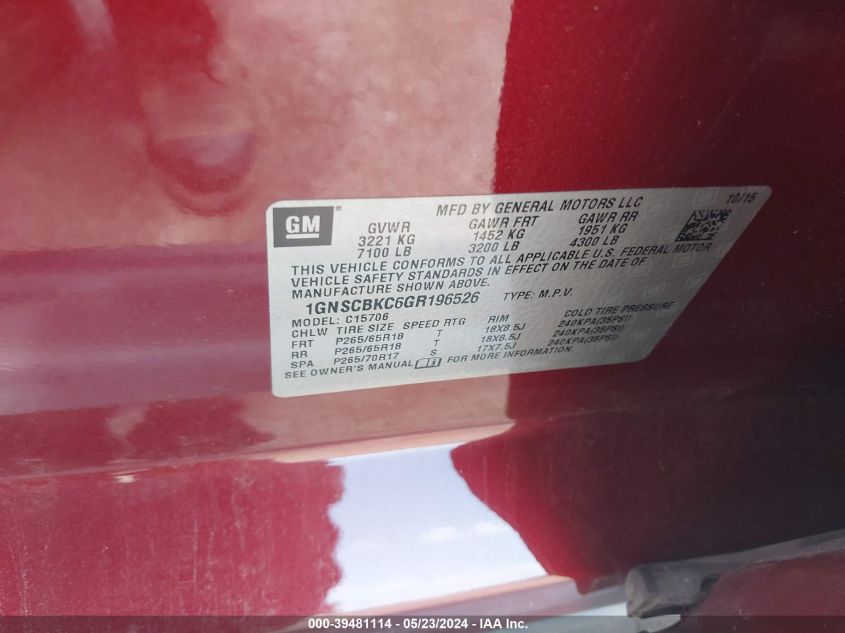 GM
MFD BY GENERAL MOTORS LLC 10/15
GVWR GAWR FRT GAWR RR
3221 KG 1452 KG 1951 KG
7100 LB 3200 LB 4300 LB
THIS VEHICLE CONFORMS TO ALL APPLICABLE U.S. FEDERAL MOTOR
VEHICLE SAFETY STANDARDS IN EFFECT ON THE DATE OF
MANUFACTURE SHOWN ABOVE.
1GNSCBKC6GR196526 TYPE: M.P.V.
MODEL: C15706
CHLW TIRE SIZE SPEED RTG RIM COLD TIRE PRESSURE
FRT P265/65R18 T 18X8.5J 240KPA(35PSI)
RR P265/65R18 T 18X8.5J 240KPA(35PSI)
SPA P265/70R17 S 17X7.5J 240KPA(35PSI)
SEE OWNER'S MANUAL FOR MORE INFORMATION.
000-39481114 - 05/23/2024 - IAA Inc.